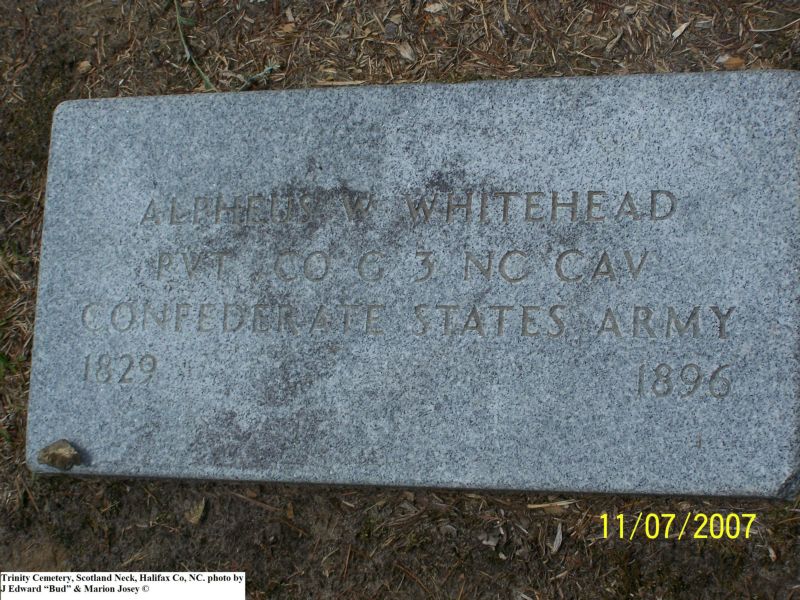 ALPHEUS W WHITEHEAD
PVT CO G 3 NC CAV
CONFEDERATE STATES ARMY
1829 1896
11/07/2007
Trinity Cemetery, Scotland Neck, Halifax Co, NC. photo by
J Edward “Bud” & Marion Josey ©